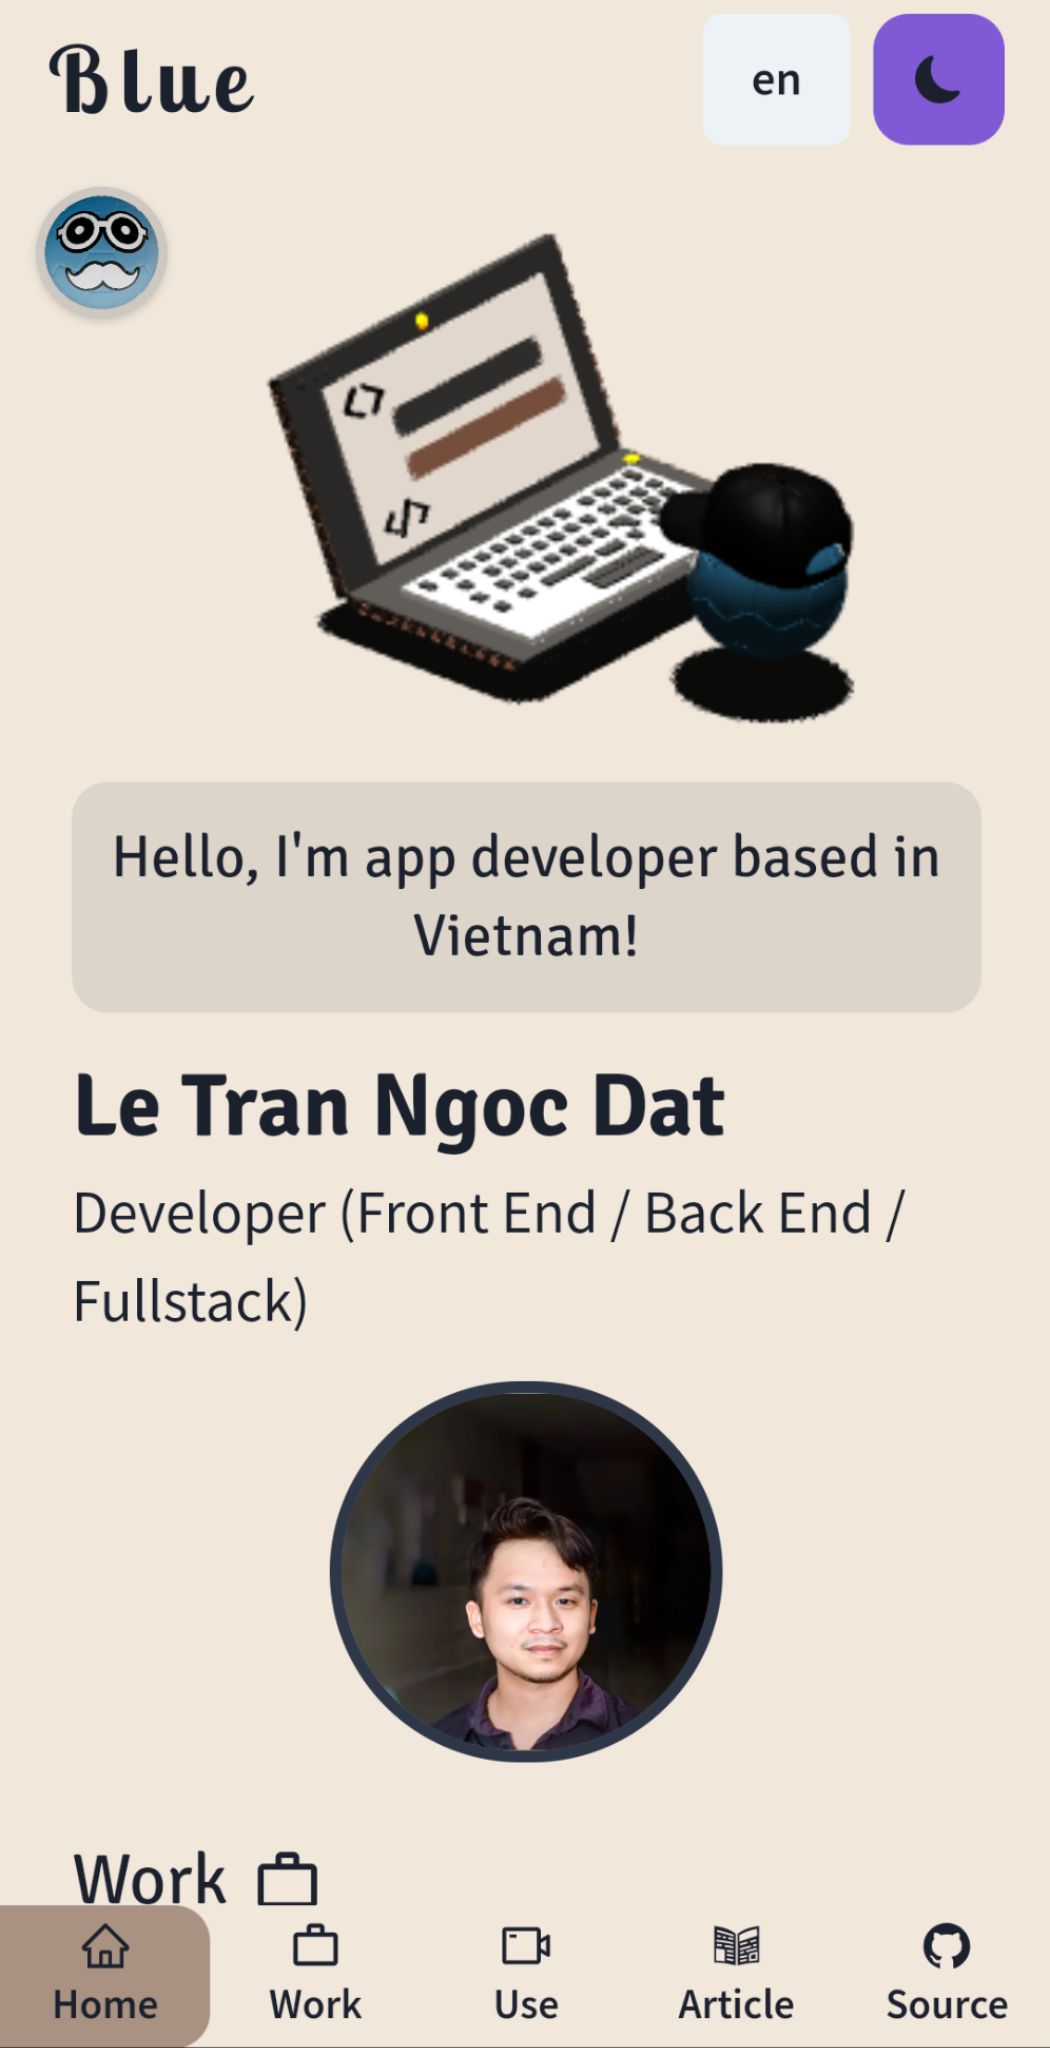 Blue
en
Hello, I'm app developer based in
Vietnam!
Le Tran Ngoc Dat
Developer (Front End / Back End /
Fullstack)
Work
Home
Work
Use
Article
Source